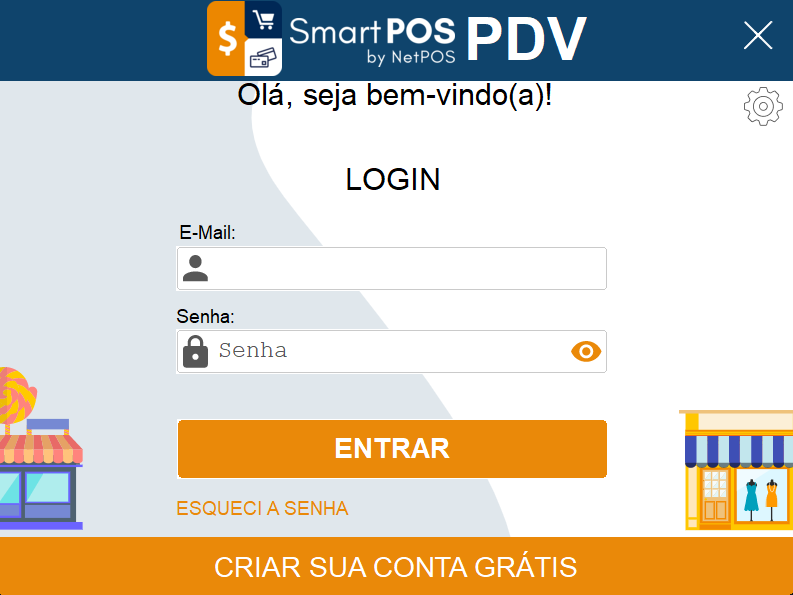 $ SmartPOS PDV
by NetPOS
Olá, seja bem-vindo(a)!
LOGIN
E-Mail:
Senha:
Senha
ENTRAR
ESQUECI A SENHA
CRIAR SUA CONTA GRÁTIS